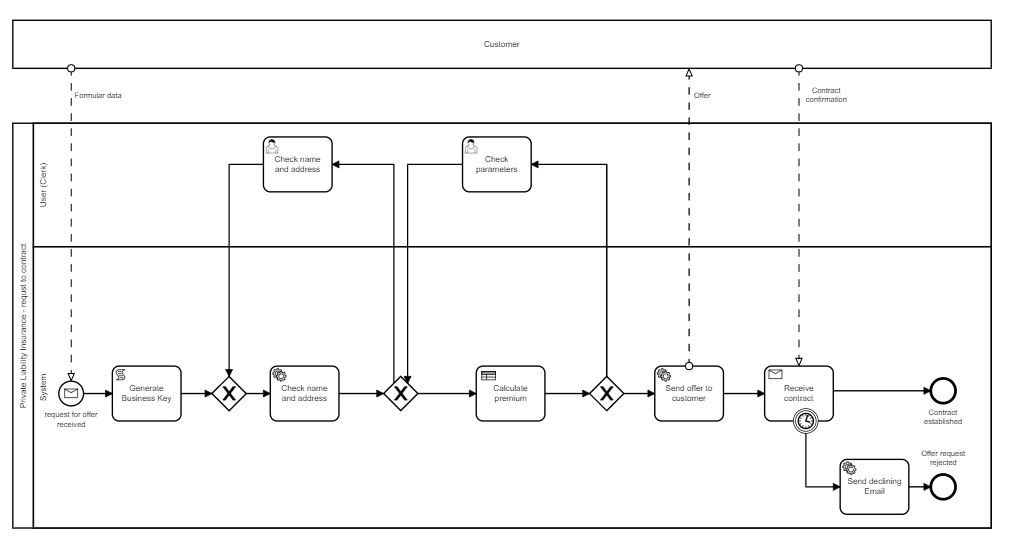 Customer
Formular data
Offer
Contract
confirmation
Private Liability Insurance - requst to contract
User (Clerk)
Check name
and address
Check
parameters
System
request for offer
received
Generate
Business Key
X
Check name
and address
X
Calculate
premium
X
Send offer to
customer
Receive
contract
Contract
established
Send declining
Email
Offer request
rejected